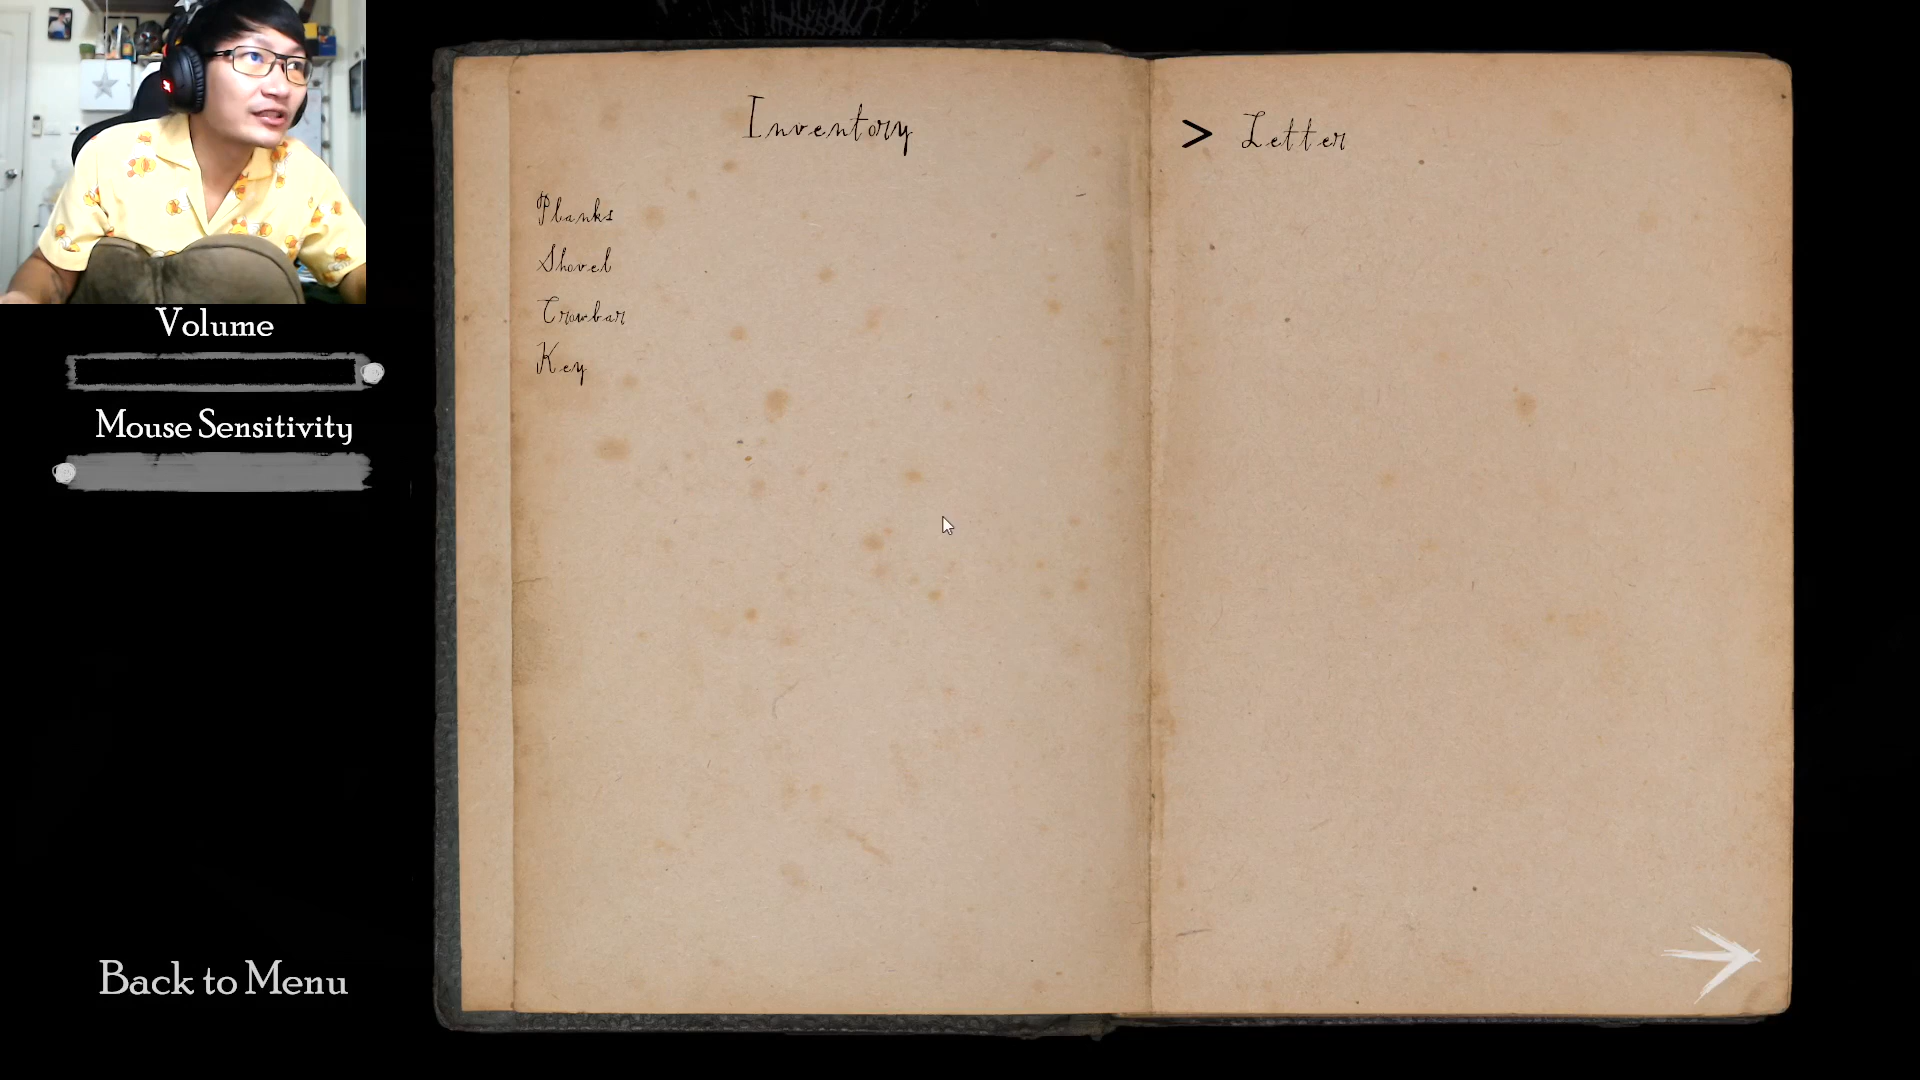 Volume
Mouse Sensitivity
Back to Menu
Inventory
Planks
Shovel
Crowbar
Key
> Letter